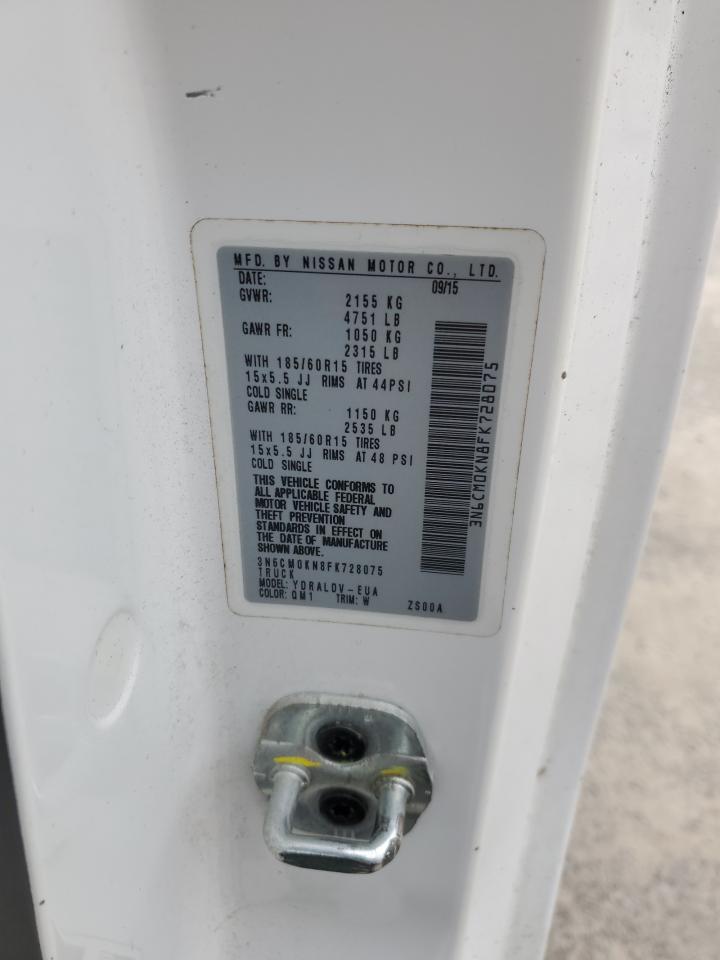 MFD. BY NISSAN MOTOR CO., LTD.
DATE: 09/15
GVWR: 2155 KG
4751 LB
GAWR FR: 1050 KG
2315 LB
WITH 185/60R15 TIRES
15x5.5 JJ RIMS AT 44PSI
COLD SINGLE
GAWR RR: 1150 KG
2535 LB
WITH 185/60R15 TIRES
15x5.5 JJ RIMS AT 48 PSI
COLD SINGLE
THIS VEHICLE CONFORMS TO
ALL APPLICABLE FEDERAL
MOTOR VEHICLE SAFETY AND
THEFT PREVENTION
STANDARDS IN EFFECT ON
THE DATE OF MANUFACTURE
SHOWN ABOVE.
3N6CM0KN8FK728075
TRUCK
MODEL: YDRALDV-EUA
COLOR: QM1 TRIM: W ZS00A
3N6CM0KN8FK728075